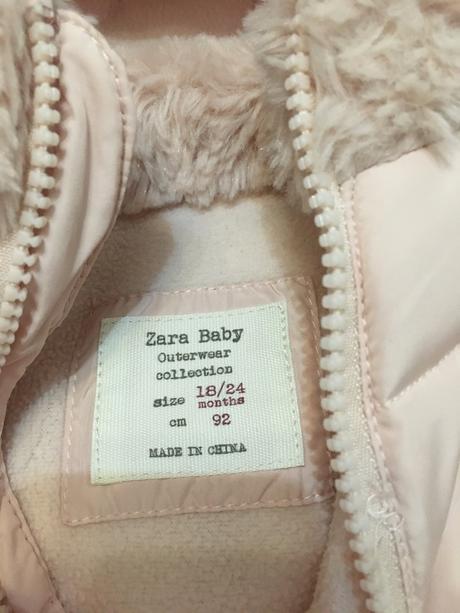 Zara Baby
Outerwear
collection
size 18/24
months
cm 92
MADE IN CHINA